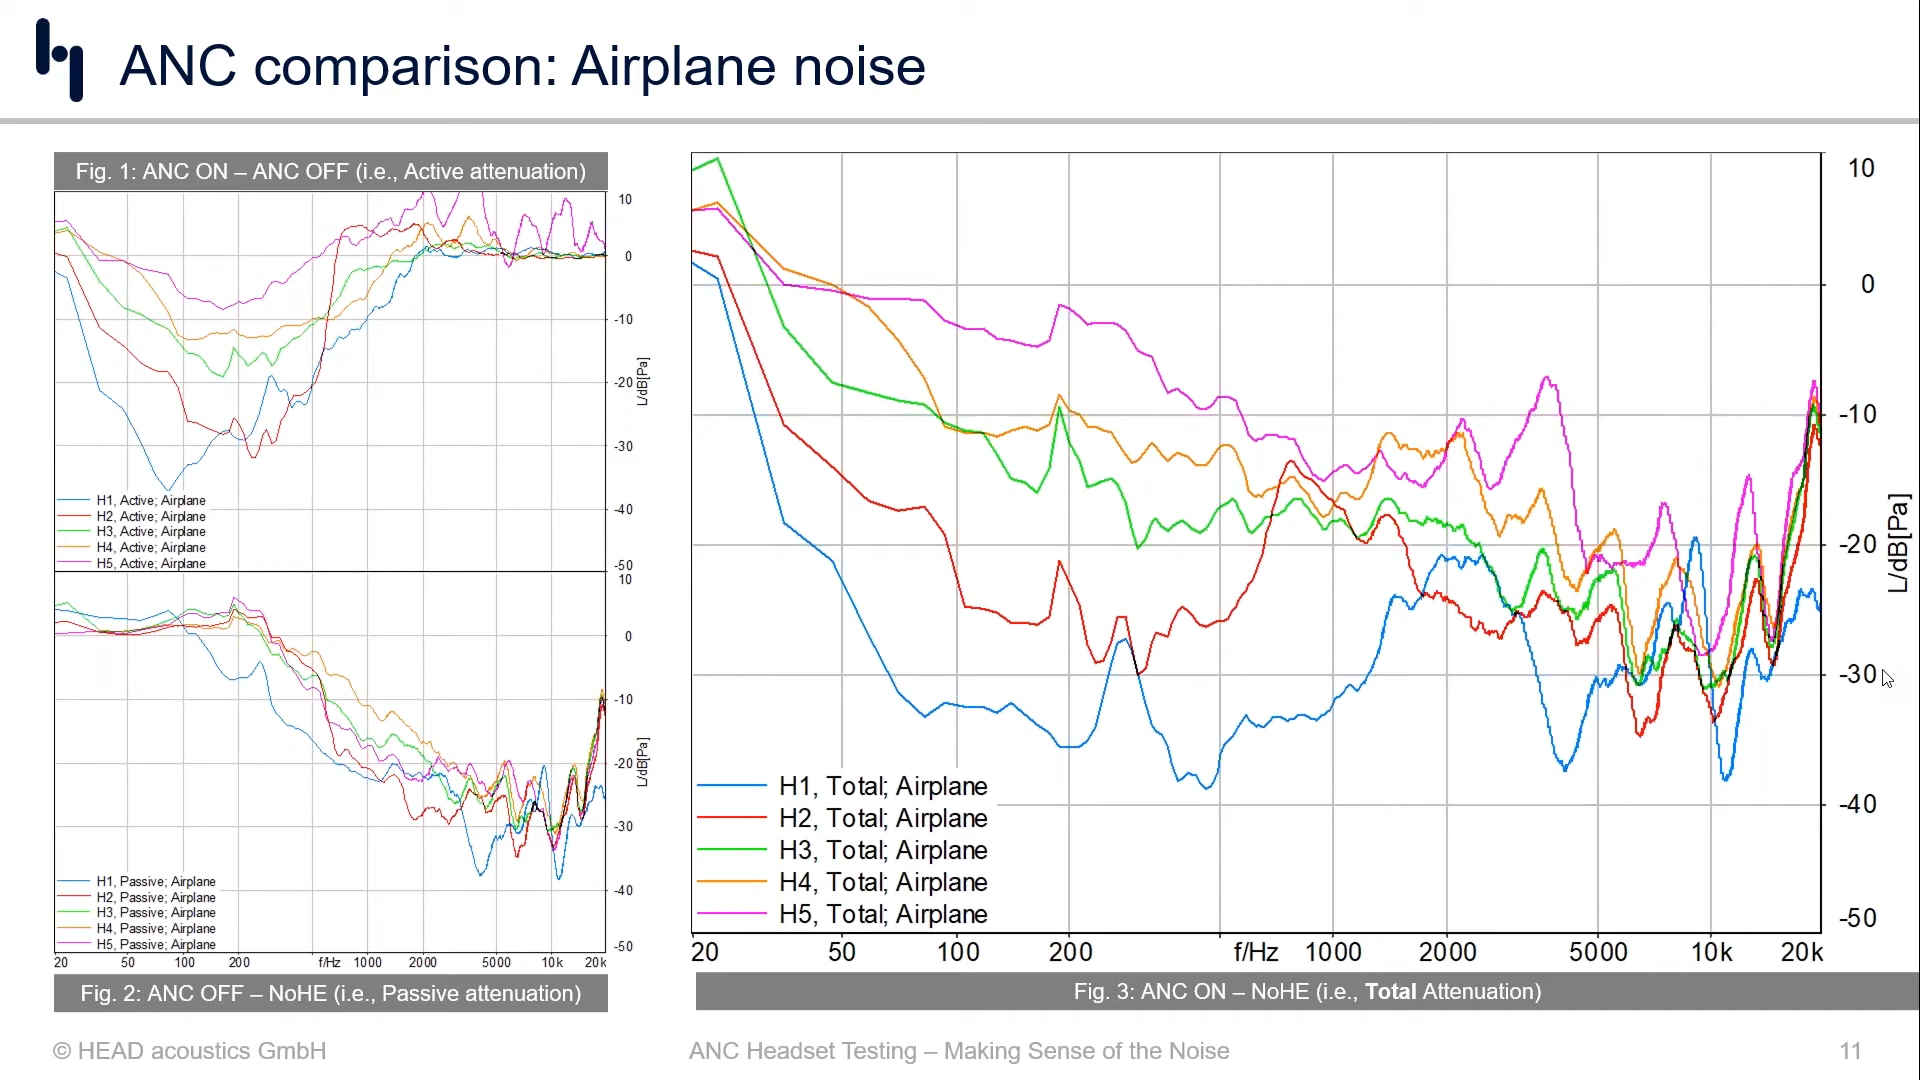 ANC comparison: Airplane noise
Fig. 1: ANC ON – ANC OFF (i.e., Active attenuation)
10
0
-10
-20
-30
-40
-50
L/dB[Pa]
H1, Active; Airplane
H2, Active; Airplane
H3, Active; Airplane
H4, Active; Airplane
H5, Active; Airplane
10
0
-10
-20
-30
-40
-50
L/dB[Pa]
H1, Passive; Airplane
H2, Passive; Airplane
H3, Passive; Airplane
H4, Passive; Airplane
H5, Passive; Airplane
20 50 100 200 f/Hz 1000 2000 5000 10k 20k
Fig. 2: ANC OFF – NoHE (i.e., Passive attenuation)
10
0
-10
-20
-30
-40
-50
L/dB[Pa]
H1, Total; Airplane
H2, Total; Airplane
H3, Total; Airplane
H4, Total; Airplane
H5, Total; Airplane
20 50 100 200 f/Hz 1000 2000 5000 10k 20k
Fig. 3: ANC ON – NoHE (i.e., Total Attenuation)
© HEAD acoustics GmbH
ANC Headset Testing – Making Sense of the Noise
11